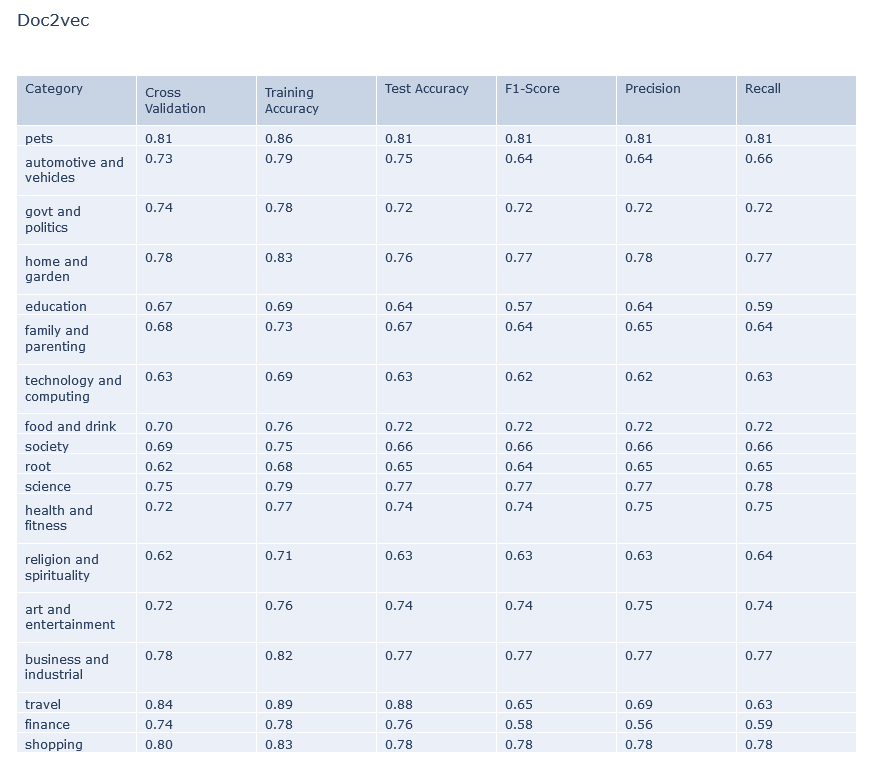 Doc2vec
Category Cross Validation Training Accuracy Test Accuracy F1-Score Precision Recall
pets 0.81 0.86 0.81 0.81 0.81 0.81
automotive and vehicles 0.73 0.79 0.75 0.64 0.64 0.66
govt and politics 0.74 0.78 0.72 0.72 0.72 0.72
home and garden 0.78 0.83 0.76 0.77 0.78 0.77
education 0.67 0.69 0.64 0.57 0.64 0.59
family and parenting 0.68 0.73 0.67 0.64 0.65 0.64
technology and computing 0.63 0.69 0.63 0.62 0.62 0.63
food and drink 0.70 0.76 0.72 0.72 0.72 0.72
society 0.69 0.75 0.66 0.66 0.66 0.66
root 0.62 0.68 0.65 0.64 0.65 0.65
science 0.75 0.79 0.77 0.77 0.77 0.78
health and fitness 0.72 0.77 0.74 0.74 0.75 0.75
religion and spirituality 0.62 0.71 0.63 0.63 0.63 0.64
art and entertainment 0.72 0.76 0.74 0.74 0.75 0.74
business and industrial 0.78 0.82 0.77 0.77 0.77 0.77
travel 0.84 0.89 0.88 0.65 0.69 0.63
finance 0.74 0.78 0.76 0.58 0.56 0.59
shopping 0.80 0.83 0.78 0.78 0.78 0.78